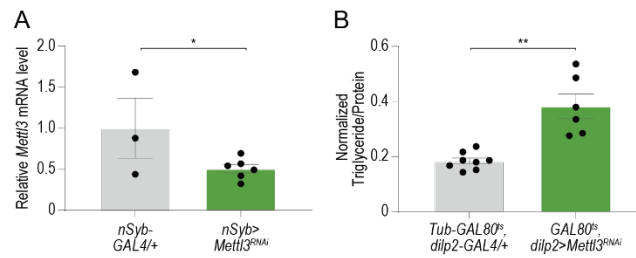 A
Relative Mettl3 mRNA level
2.0
1.5
1.0
0.5
0.0
*
nSyb-
GAL4/+
nSyb>
Mettl3RNAi
B
Normalized
Triglyceride/Protein
0.6
0.4
0.2
0
**
Tub-GAL80ts,
dilp2-GAL4/+
GAL80ts,
dilp2>Mettl3RNAi